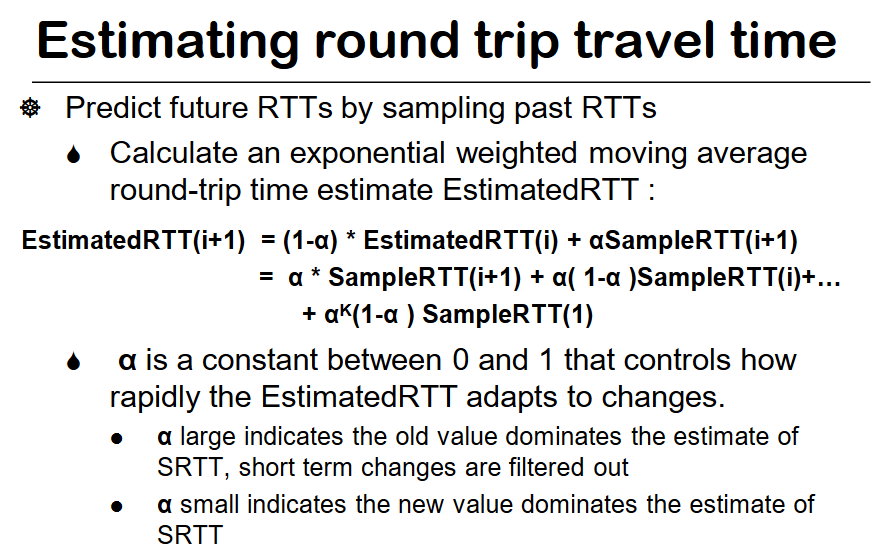 Estimating round trip travel time
Predict future RTTs by sampling past RTTs
Calculate an exponential weighted moving average
round-trip time estimate EstimatedRTT :
EstimatedRTT(i+1) = (1-α) * EstimatedRTT(i) + αSampleRTT(i+1)
= α * SampleRTT(i+1) + α( 1-α )SampleRTT(i)+…
+ αᴷ(1-α ) SampleRTT(1)
α is a constant between 0 and 1 that controls how
rapidly the EstimatedRTT adapts to changes.
● α large indicates the old value dominates the estimate of
SRTT, short term changes are filtered out
● α small indicates the new value dominates the estimate of
SRTT